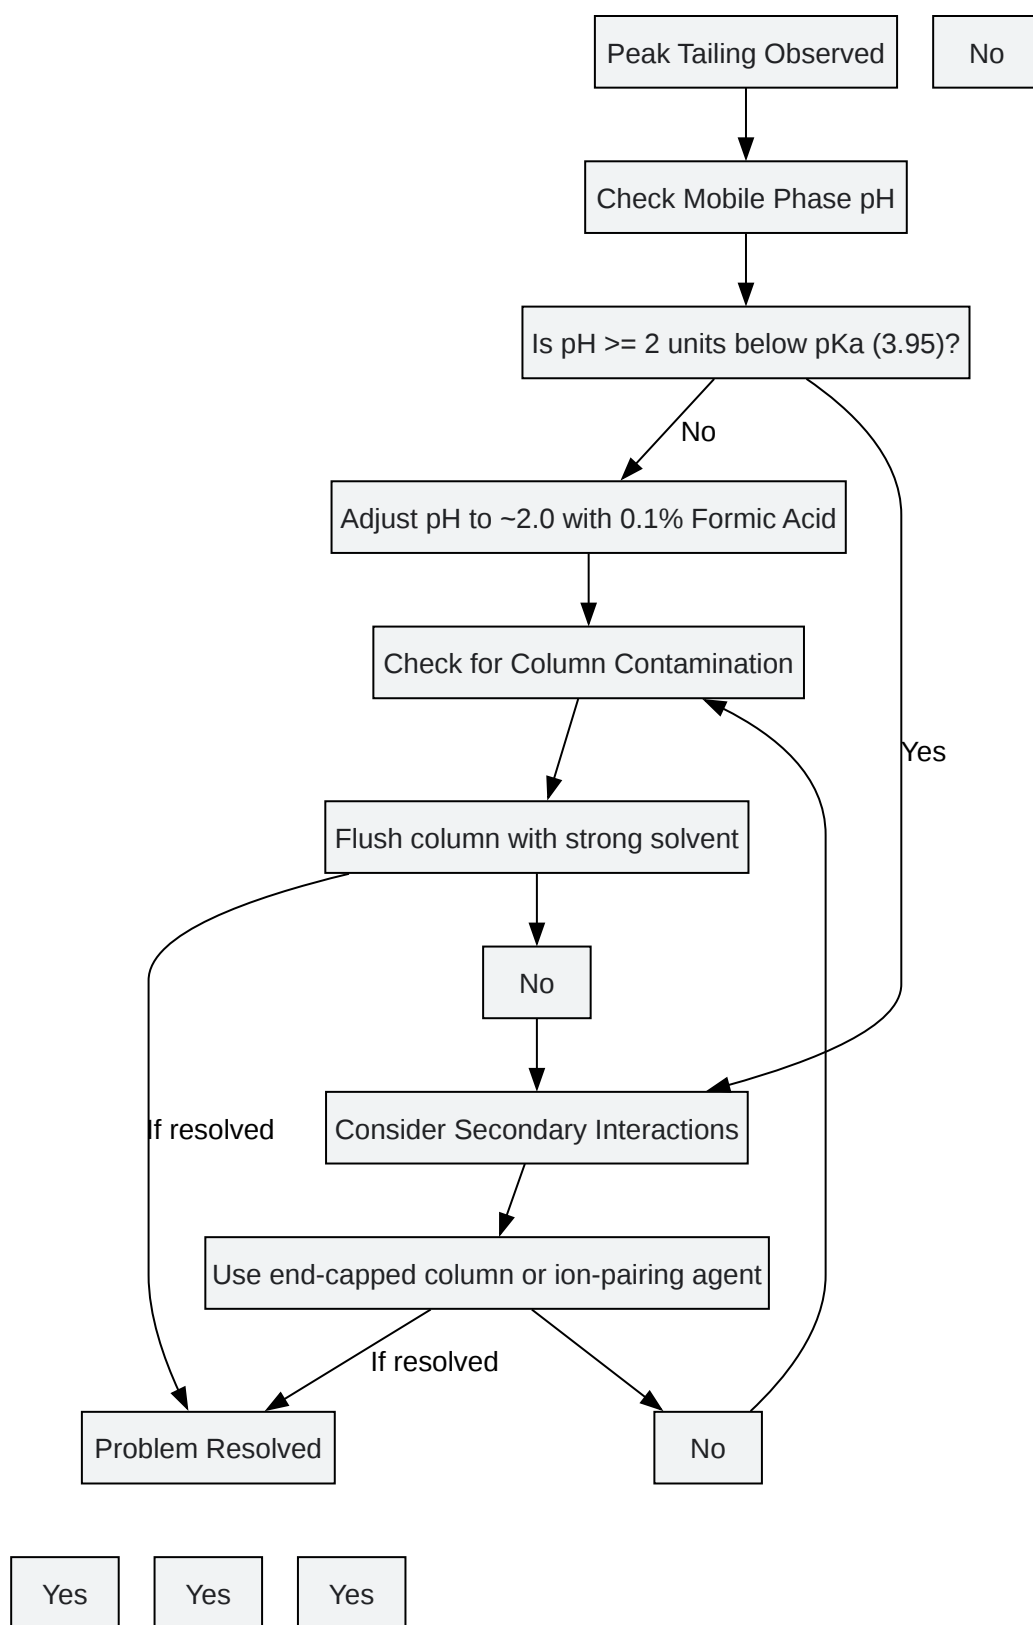 Peak Tailing Observed
No
Check Mobile Phase pH
Is pH >= 2 units below pKa (3.95)?
No
Adjust pH to ~2.0 with 0.1% Formic Acid
Check for Column Contamination
Yes
Flush column with strong solvent
No
If resolved
Consider Secondary Interactions
Use end-capped column or ion-pairing agent
If resolved
Problem Resolved
No
Yes
Yes
Yes